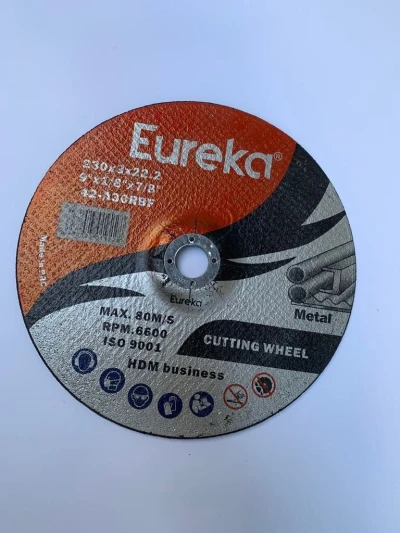 Eureka®
230x3x22.2
9"x1/8"x7/8"
42-A30RBF
Eureka
MAX. 80M/S
RPM.6600
ISO 9001
HDM business
Metal
CUTTING WHEEL